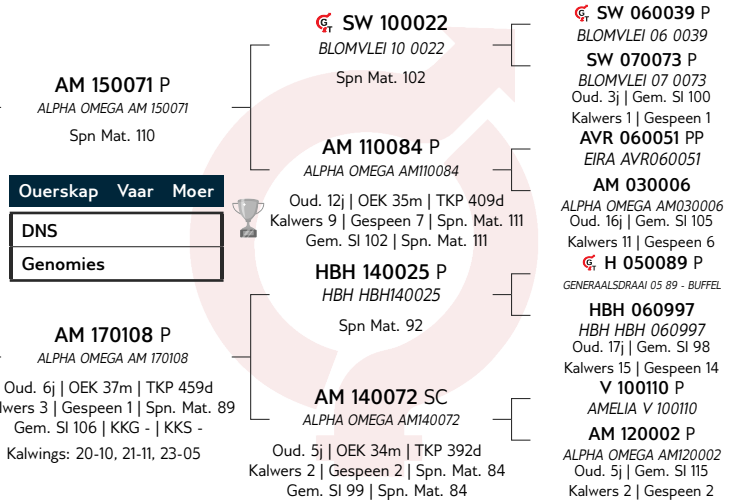 AM 150071 P
ALPHA OMEGA AM 150071
Spn Mat. 110
Ouerskap Vaar Moer
DNS
Genomies
AM 170108 P
ALPHA OMEGA AM 170108
Oud. 6j | OEK 37m | TKP 459d
lwers 3 | Gespeen 1 | Spn. Mat. 89
Gem. SI 106 | KKG - | KKS -
Kalwings: 20-10, 21-11, 23-05
SW 100022
BLOMVLEI 10 0022
Spn Mat. 102
AM 110084 P
ALPHA OMEGA AM110084
Oud. 12j | OEK 35m | TKP 409d
Kalwers 9 | Gespeen 7 | Spn. Mat. 111
Gem. SI 102 | Spn. Mat. 111
HBH 140025 P
HBH HBH140025
Spn Mat. 92
AM 140072 SC
ALPHA OMEGA AM140072
Oud. 5j | OEK 34m | TKP 392d
Kalwers 2 | Gespeen 2 | Spn. Mat. 84
Gem. SI 99 | Spn. Mat. 84
SW 060039 P
BLOMVLEI 06 0039
SW 070073 P
BLOMVLEI 07 0073
Oud. 3j | Gem. SI 100
Kalwers 1 | Gespeen 1
AVR 060051 PP
EIRA AVR060051
AM 030006
ALPHA OMEGA AM030006
Oud. 16j | Gem. SI 105
Kalwers 11 | Gespeen 6
H 050089 P
GENERAALSDRAAI 05 89 - BUFFEL
HBH 060997
HBH HBH 060997
Oud. 17j | Gem. SI 98
Kalwers 15 | Gespeen 14
V 100110 P
AMELIA V 100110
AM 120002 P
ALPHA OMEGA AM120002
Oud. 5j | Gem. SI 115
Kalwers 2 | Gespeen 2